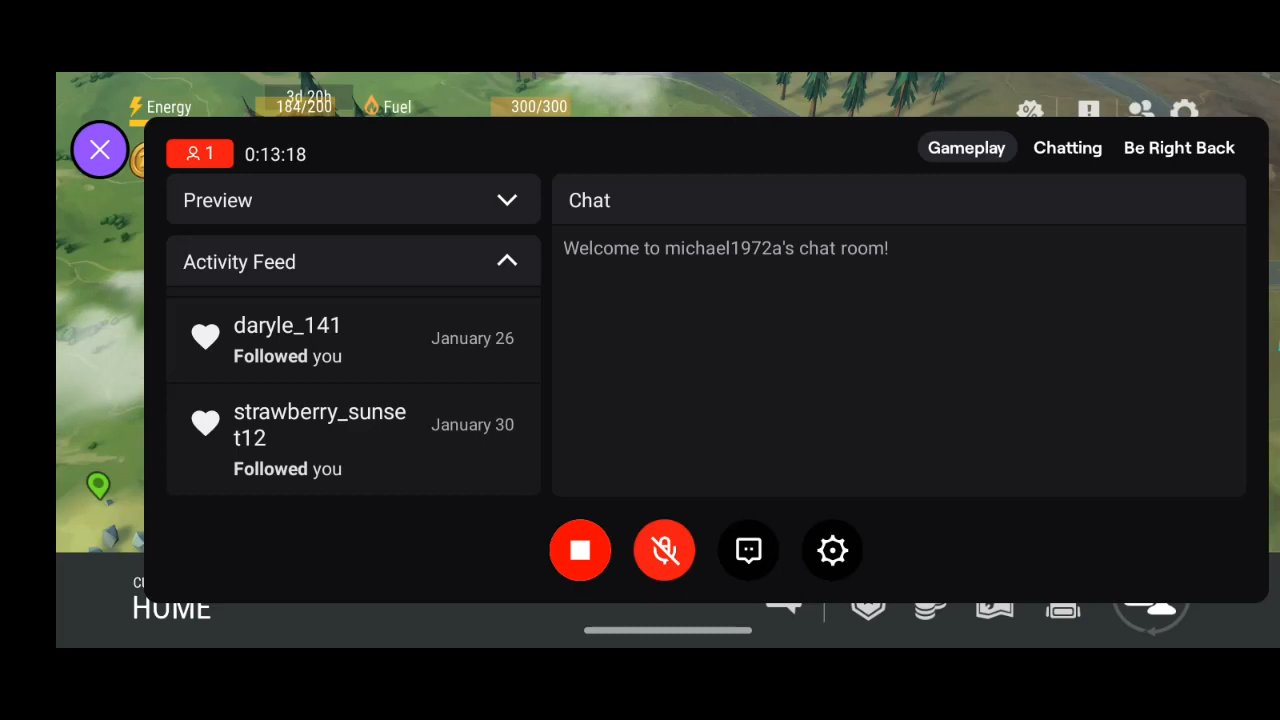 3d 20h
Energy
184/200
Fuel
300/300
1
0:13:18
Gameplay
Chatting
Be Right Back
Preview
Chat
Welcome to michael1972a's chat room!
Activity Feed
daryle_141
Followed you
January 26
strawberry_sunse
t12
Followed you
January 30
HOME